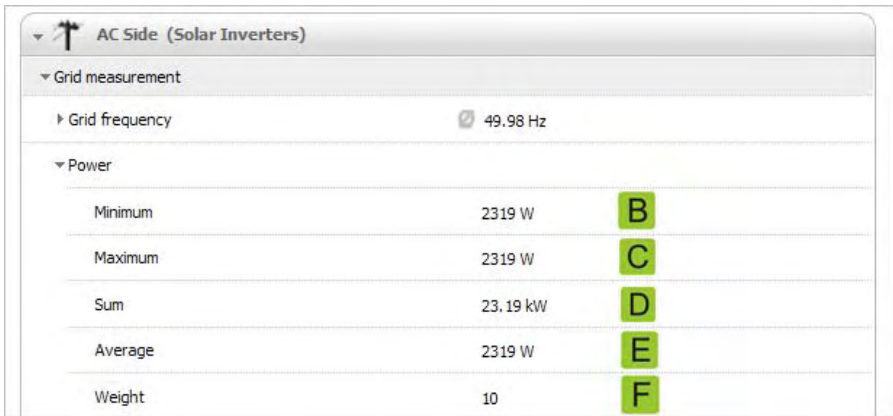 AC Side (Solar Inverters)
Grid measurement
Grid frequency Ø 49.98 Hz
Power
Minimum 2319 W B
Maximum 2319 W C
Sum 23.19 kW D
Average 2319 W E
Weight 10 F